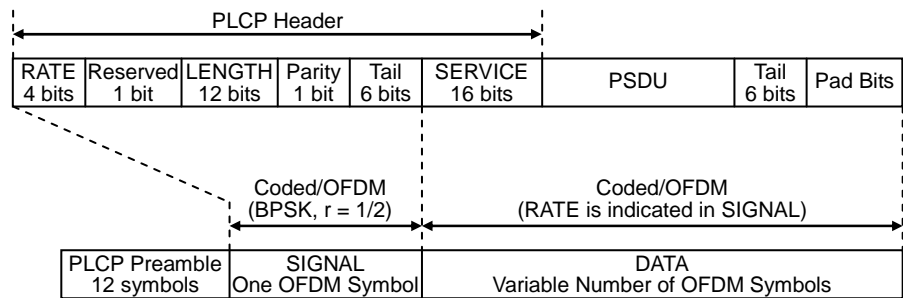 PLCP Header
RATE
4 bits
Reserved
1 bit
LENGTH
12 bits
Parity
1 bit
Tail
6 bits
SERVICE
16 bits
PSDU
Tail
6 bits
Pad Bits
Coded/OFDM
(BPSK, r = 1/2)
Coded/OFDM
(RATE is indicated in SIGNAL)
PLCP Preamble
12 symbols
SIGNAL
One OFDM Symbol
DATA
Variable Number of OFDM Symbols